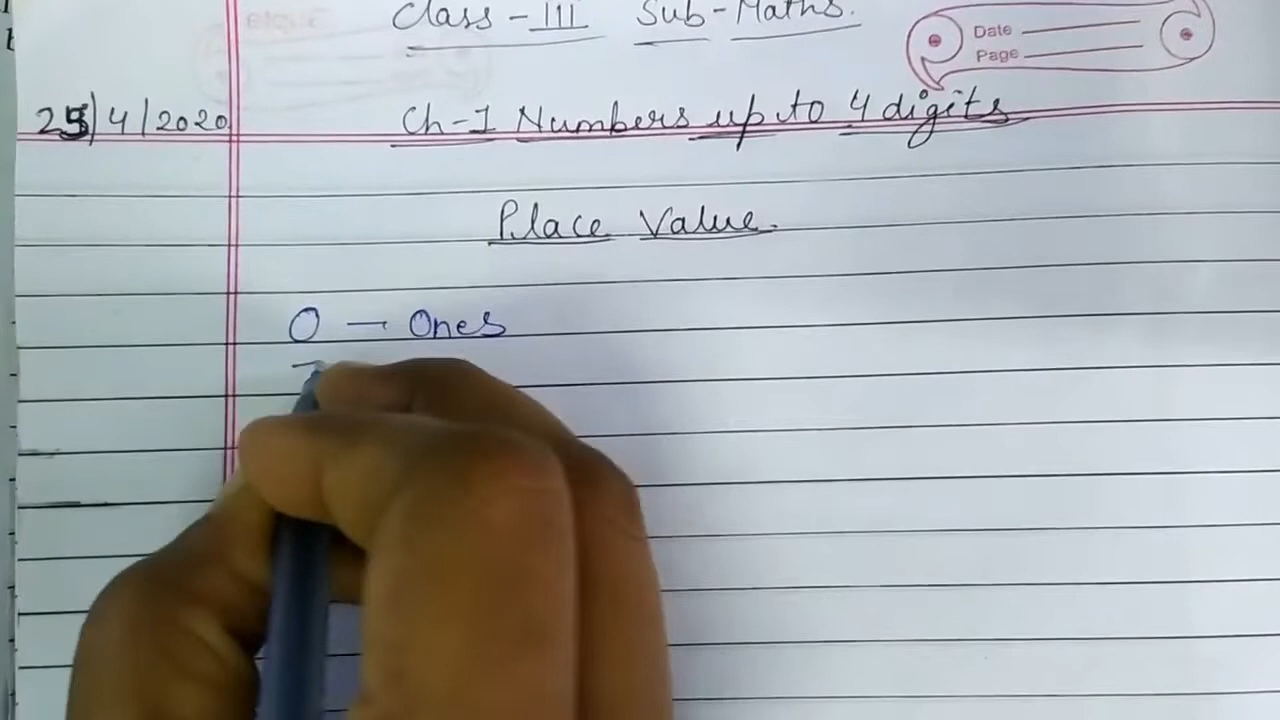 Class - III Sub - Maths.
Date
Page
25/4/2020 Ch-1 Numbers up to 4 digits
Place Value.
O — Ones